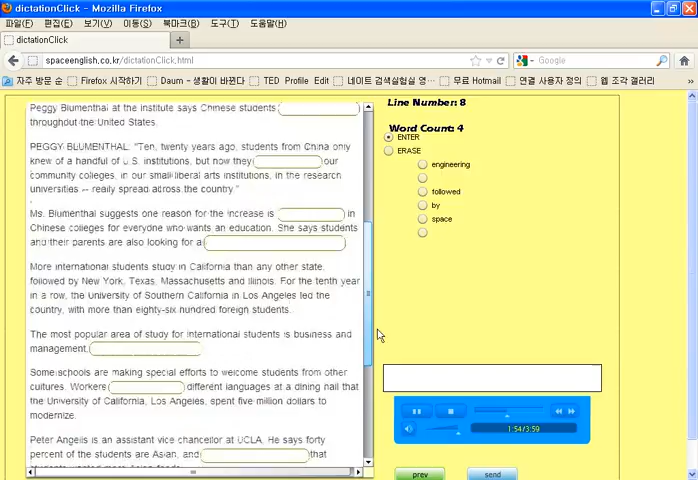 dictationClick - Mozilla Firefox
파일(F) 편집(E) 보기(V) 이동(S) 북마크(B) 도구(T) 도움말(H)
dictationClick
spaceenglish.co.kr/dictationClick.html
Google
자주 방문 순 Firefox 시작하기 Daum - 생활이 바뀐다 TED Profile Edit 네이트 검색실험실 영… 무료 Hotmail 연결 사용자 정의 웹 조각 갤러리
Peggy Blumenthal at the institute says Chinese students
throughout the United States.
PEGGY BLUMENTHAL: "Ten, twenty years ago, students from China only
knew of a handful of U.S. institutions, but now they our
community colleges, in our small liberal arts institutions, in the research
universities -- really spread across the country."
Ms. Blumenthal suggests one reason for the increase is in
Chinese colleges for everyone who wants an education. She says students
and their parents are also looking for a
More international students study in California than any other state,
followed by New York, Texas, Massachusetts and Illinois. For the tenth year
in a row, the University of Southern California in Los Angeles led the
country, with more than eighty-six hundred foreign students.
The most popular area of study for international students is business and
management,
Some schools are making special efforts to welcome students from other
cultures. Workers different languages at a dining hall that
the University of California, Los Angeles, spent five million dollars to
modernize.
Peter Angelis is an assistant vice chancellor at UCLA. He says forty
percent of the students are Asian, and that
students wanted more Asian foods.
Line Number: 8
Word Count: 4
ENTER
ERASE
engineering
followed
by
space
1:54/3:59
prev send